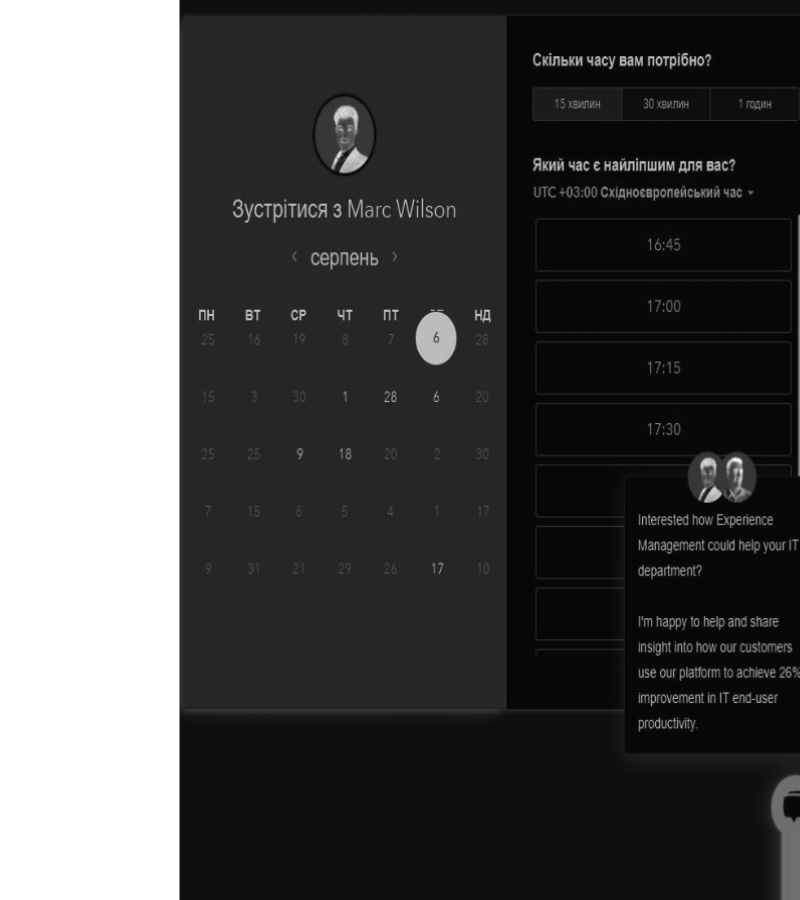 Зустрітися з Marc Wilson
‹ серпень ›
ПН ВТ СР ЧТ ПТ НД
25 16 19 8 7 6 28
15 3 30 1 28 6 20
25 25 9 18 20 2 30
7 15 6 5 4 1 17
9 31 21 29 26 17 10
Скільки часу вам потрібно?
15 хвилин 30 хвилин 1 годин
Який час є найліпшим для вас?
UTC +03:00 Східноєвропейський час
16:45
17:00
17:15
17:30
Interested how Experience
Management could help your IT
department?
I'm happy to help and share
insight into how our customers
use our platform to achieve 26%
improvement in IT end-user
productivity.